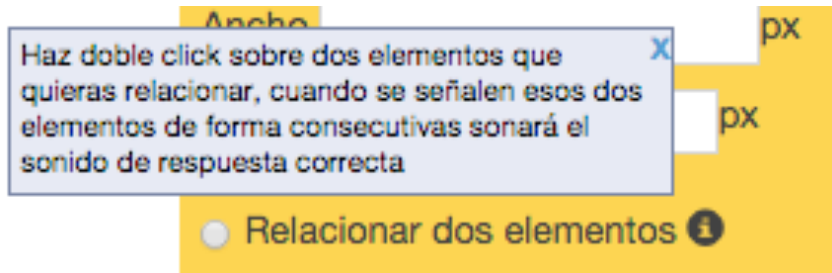 Ancho
px
Haz doble click sobre dos elementos que
X
quieras relacionar, cuando se señalen esos dos
elementos de forma consecutivas sonará el
sonido de respuesta correcta
px
Relacionar dos elementos i